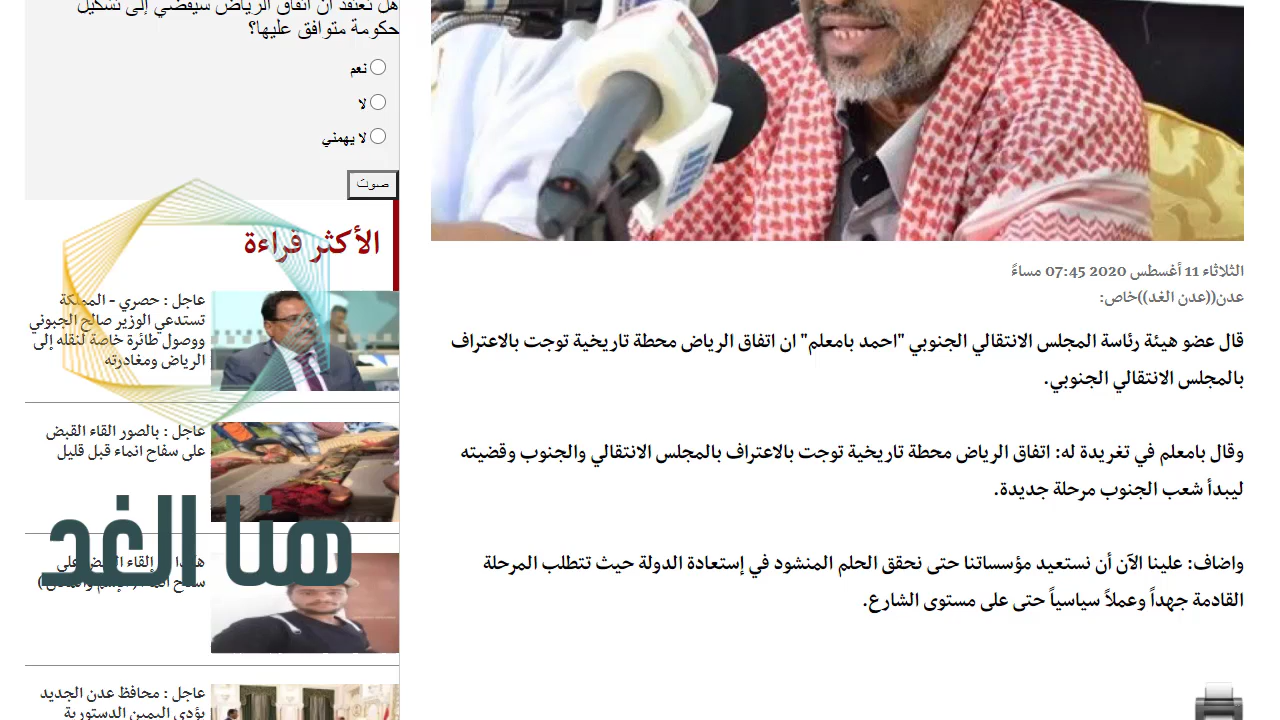 هل تعتقد ان اتفاق الرياض سيفضي إلى تشكيل
حكومة متوافق عليها؟
نعم
لا
لا يهمني
صوت
الأكثر قراءة
عاجل : حصري - المملكة
تستدعي الوزير صالح الجبوني
ووصول طائرة خاصة لنقله إلى
الرياض ومغادرته
عاجل : بالصور القاء القبض
على سفاح انماء قبل قليل
هنا الغد
عاجل : محافظ عدن الجديد
يؤدي اليمين الدستورية
الثلاثاء 11 أغسطس 2020 07:45 مساءً
عدن((عدن الغد))خاص:
قال عضو هيئة رئاسة المجلس الانتقالي الجنوبي "احمد بامعلم" ان اتفاق الرياض محطة تاريخية توجت بالاعتراف
بالمجلس الانتقالي الجنوبي.
وقال بامعلم في تغريدة له: اتفاق الرياض محطة تاريخية توجت بالاعتراف بالمجلس الانتقالي والجنوب وقضيته
ليبدأ شعب الجنوب مرحلة جديدة.
واضاف: علينا الآن أن نستعيد مؤسساتنا حتى نحقق الحلم المنشود في إستعادة الدولة حيث تتطلب المرحلة
القادمة جهداً وعملاً سياسياً حتى على مستوى الشارع.